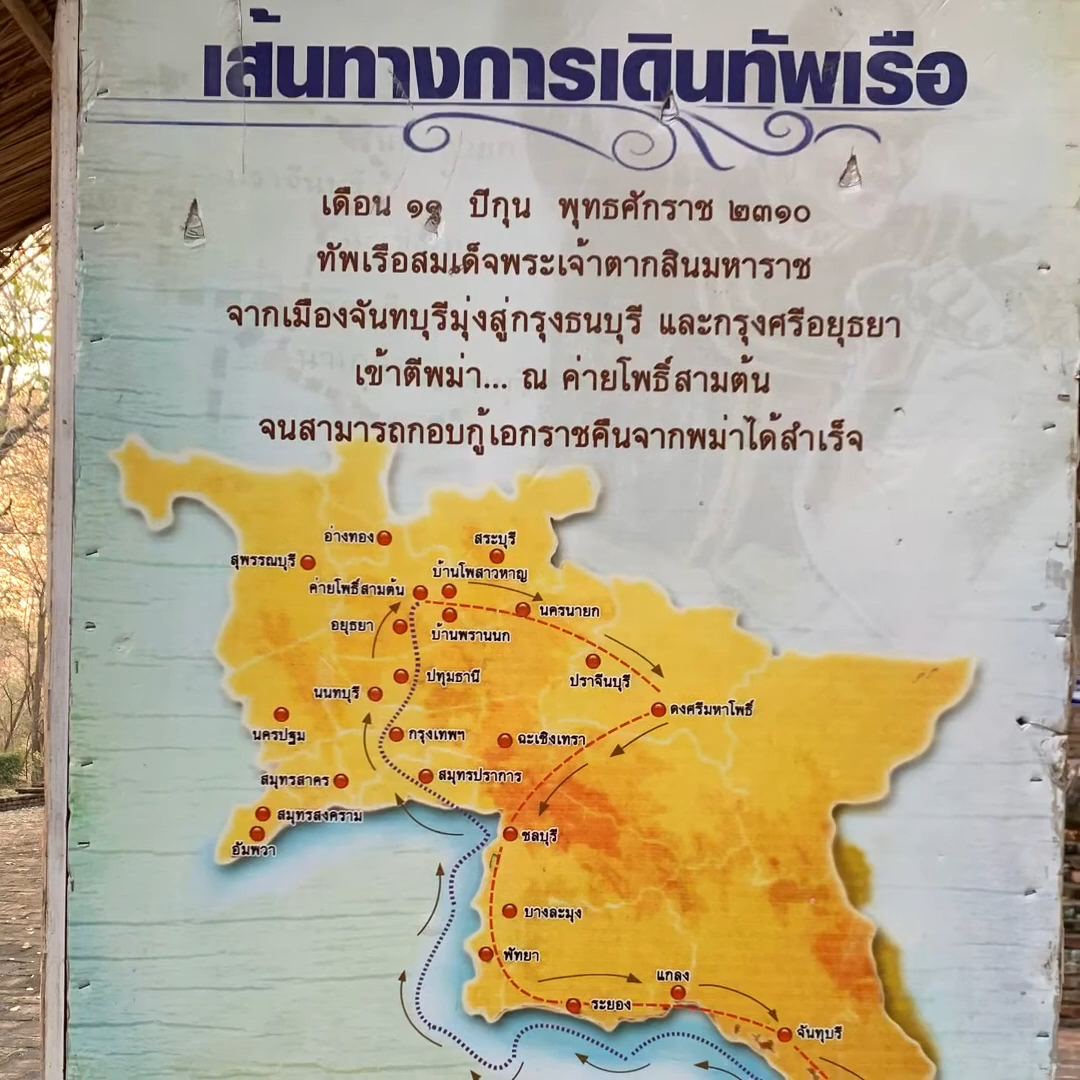 เส้นทางการเดินทัพเรือ
เดือน ๑๑ ปีกุน พุทธศักราช ๒๓๑๐
ทัพเรือสมเด็จพระเจ้าตากสินมหาราช
จากเมืองจันทบุรีมุ่งสู่กรุงธนบุรี และกรุงศรีอยุธยา
เข้าตีพม่า... ณ ค่ายโพธิ์สามต้น
จนสามารถกอบกู้เอกราชคืนจากพม่าได้สำเร็จ
อ่างทอง
สระบุรี
สุพรรณบุรี
บ้านโพสาวหาญ
ค่ายโพธิ์สามต้น
นครนายก
อยุธยา
บ้านพรานนก
ปทุมธานี
ปราจีนบุรี
นนทบุรี
ดงศรีมหาโพธิ์
นครปฐม
กรุงเทพฯ
ฉะเชิงเทรา
สมุทรสาคร
สมุทรปราการ
สมุทรสงคราม
อัมพวา
ชลบุรี
บางละมุง
พัทยา
แกลง
ระยอง
จันทุบรี